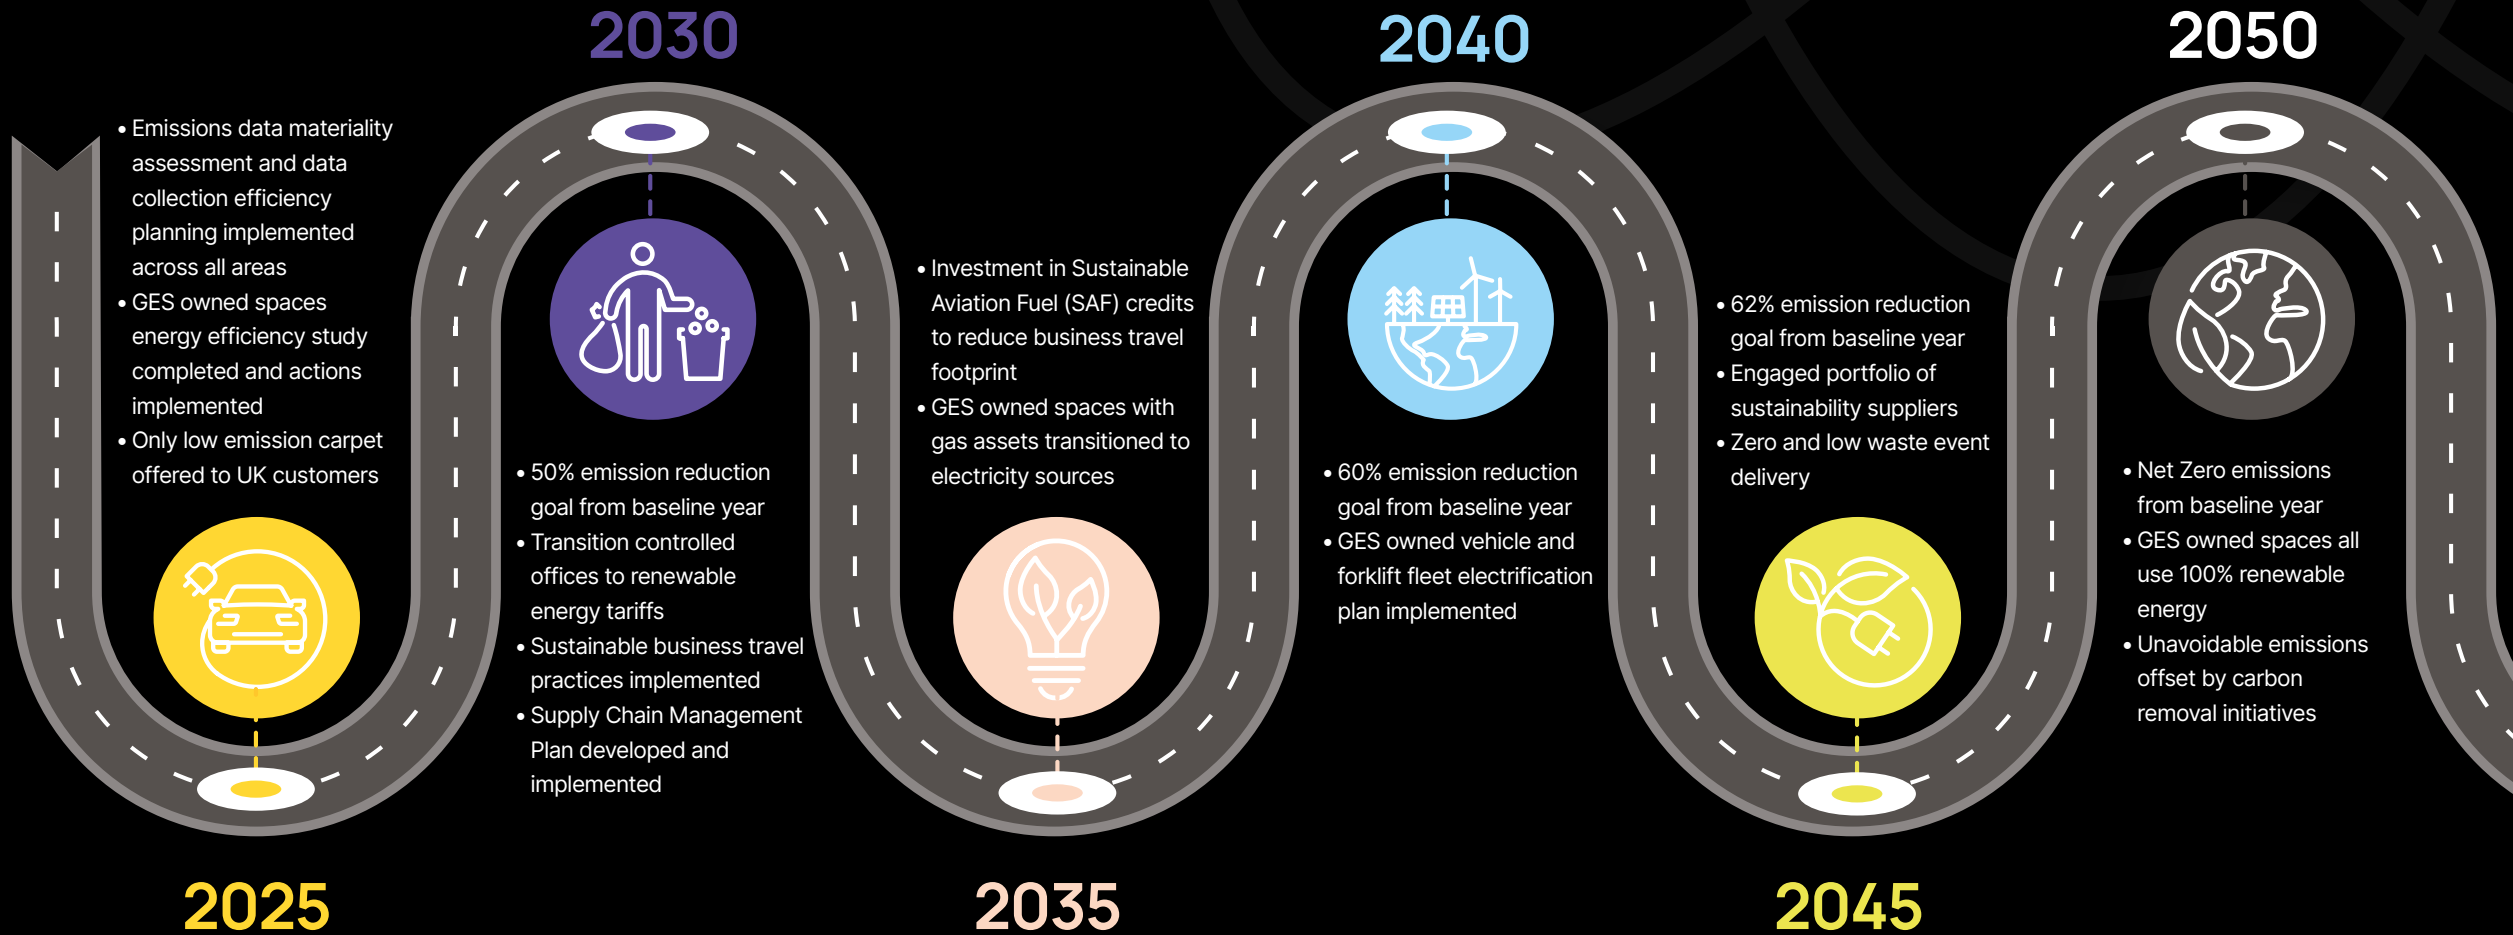 2025
• Emissions data materiality
assessment and data
collection efficiency
planning implemented
across all areas
• GES owned spaces
energy efficiency study
completed and actions
implemented
• Only low emission carpet
offered to UK customers
2030
• 50% emission reduction
goal from baseline year
• Transition controlled
offices to renewable
energy tariffs
• Sustainable business travel
practices implemented
• Supply Chain Management
Plan developed and
implemented
2035
• Investment in Sustainable
Aviation Fuel (SAF) credits
to reduce business travel
footprint
• GES owned spaces with
gas assets transitioned to
electricity sources
2040
• 60% emission reduction
goal from baseline year
• GES owned vehicle and
forklift fleet electrification
plan implemented
2045
• 62% emission reduction
goal from baseline year
• Engaged portfolio of
sustainability suppliers
• Zero and low waste event
delivery
2050
• Net Zero emissions
from baseline year
• GES owned spaces all
use 100% renewable
energy
• Unavoidable emissions
offset by carbon
removal initiatives